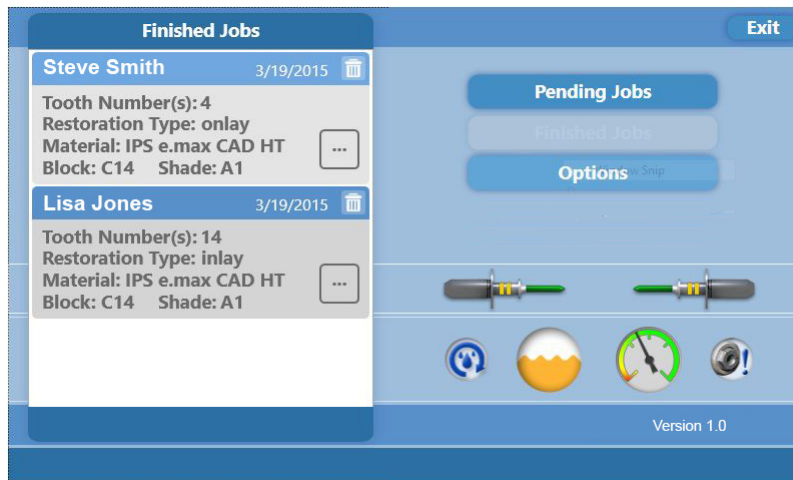 Finished Jobs
Exit
Steve Smith 3/19/2015
Tooth Number(s): 4
Restoration Type: onlay
Material: IPS e.max CAD HT
Block: C14 Shade: A1
...
Lisa Jones 3/19/2015
Tooth Number(s): 14
Restoration Type: inlay
Material: IPS e.max CAD HT
Block: C14 Shade: A1
...
Pending Jobs
Finished Jobs
Options
Snip
!
Version 1.0